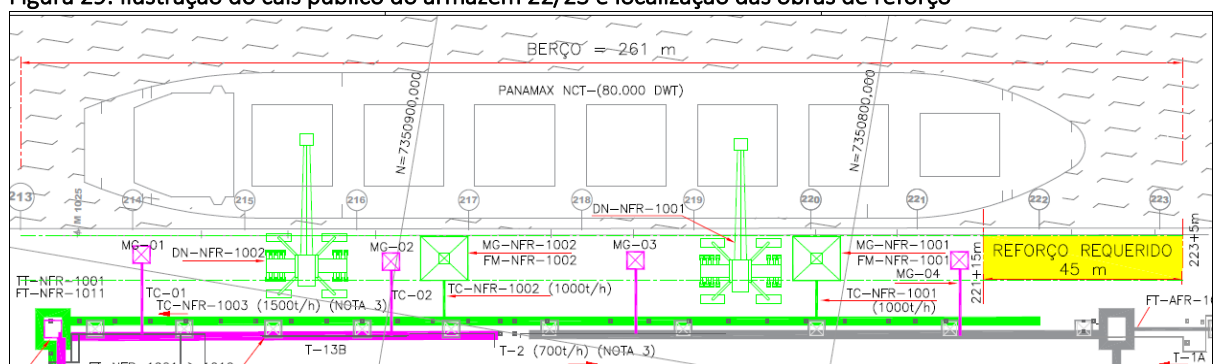 Figura 29: Ilustração do cais público do armazém 22/23 e localização das obras de reforço
BERÇO = 261 m
PANAMAX NCT-(80.000 DWT)
N=7350900,000
N=7350800,000
213
M 1025
214
215
216
217
218
219
220
221
222
223
DN-NFR-1001
MG-01
DN-NFR-1002
MG-02
MG-NFR-1002
FM-NFR-1002
MG-03
MG-NFR-1001
FM-NFR-1001
MG-04
221+15m
REFORÇO REQUERIDO
45 m
223+5m
TT-NFR-1001
FT-NFR-1011
TC-01
TC-NFR-1003 (1500t/h) (NOTA 3)
TC-02
TC-NFR-1002 (1000t/h)
TC-NFR-1001
(1000t/h)
T-13B
T-2 (700t/h) (NOTA 3)
T-1A